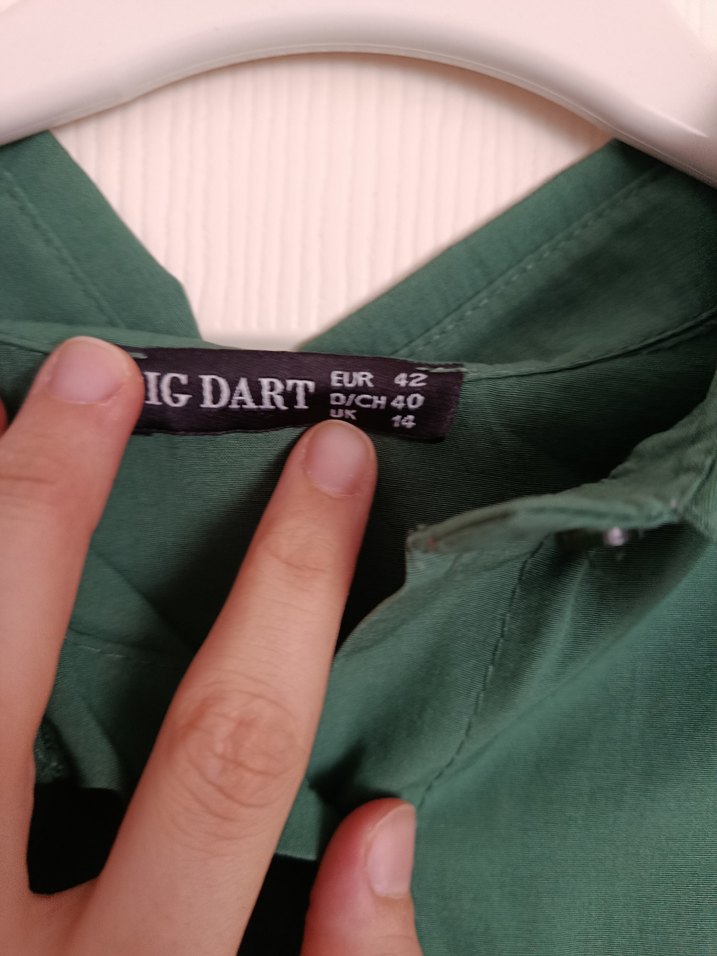 IG DART
EUR 42
D/CH 40
UK 14